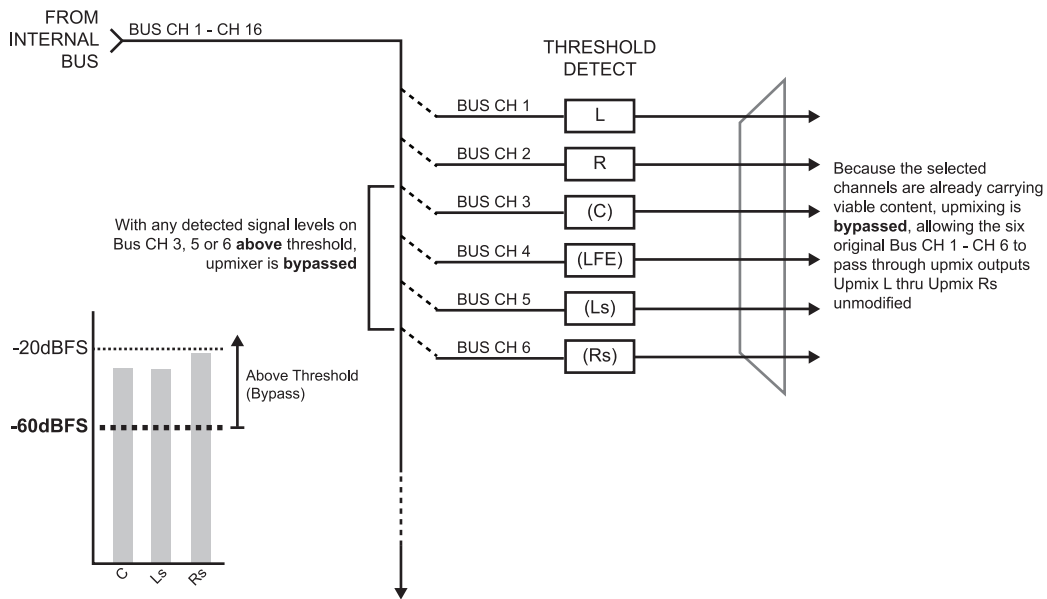 FROM
INTERNAL
BUS
BUS CH 1 - CH 16
THRESHOLD
DETECT
BUS CH 1
L
BUS CH 2
R
BUS CH 3
(C)
BUS CH 4
(LFE)
BUS CH 5
(Ls)
BUS CH 6
(Rs)
With any detected signal levels on
Bus CH 3, 5 or 6 above threshold,
upmixer is bypassed
Because the selected
channels are already carrying
viable content, upmixing is
bypassed, allowing the six
original Bus CH 1 - CH 6 to
pass through upmix outputs
Upmix L thru Upmix Rs
unmodified
-20dBFS
Above Threshold
(Bypass)
-60dBFS
C
Ls
Rs